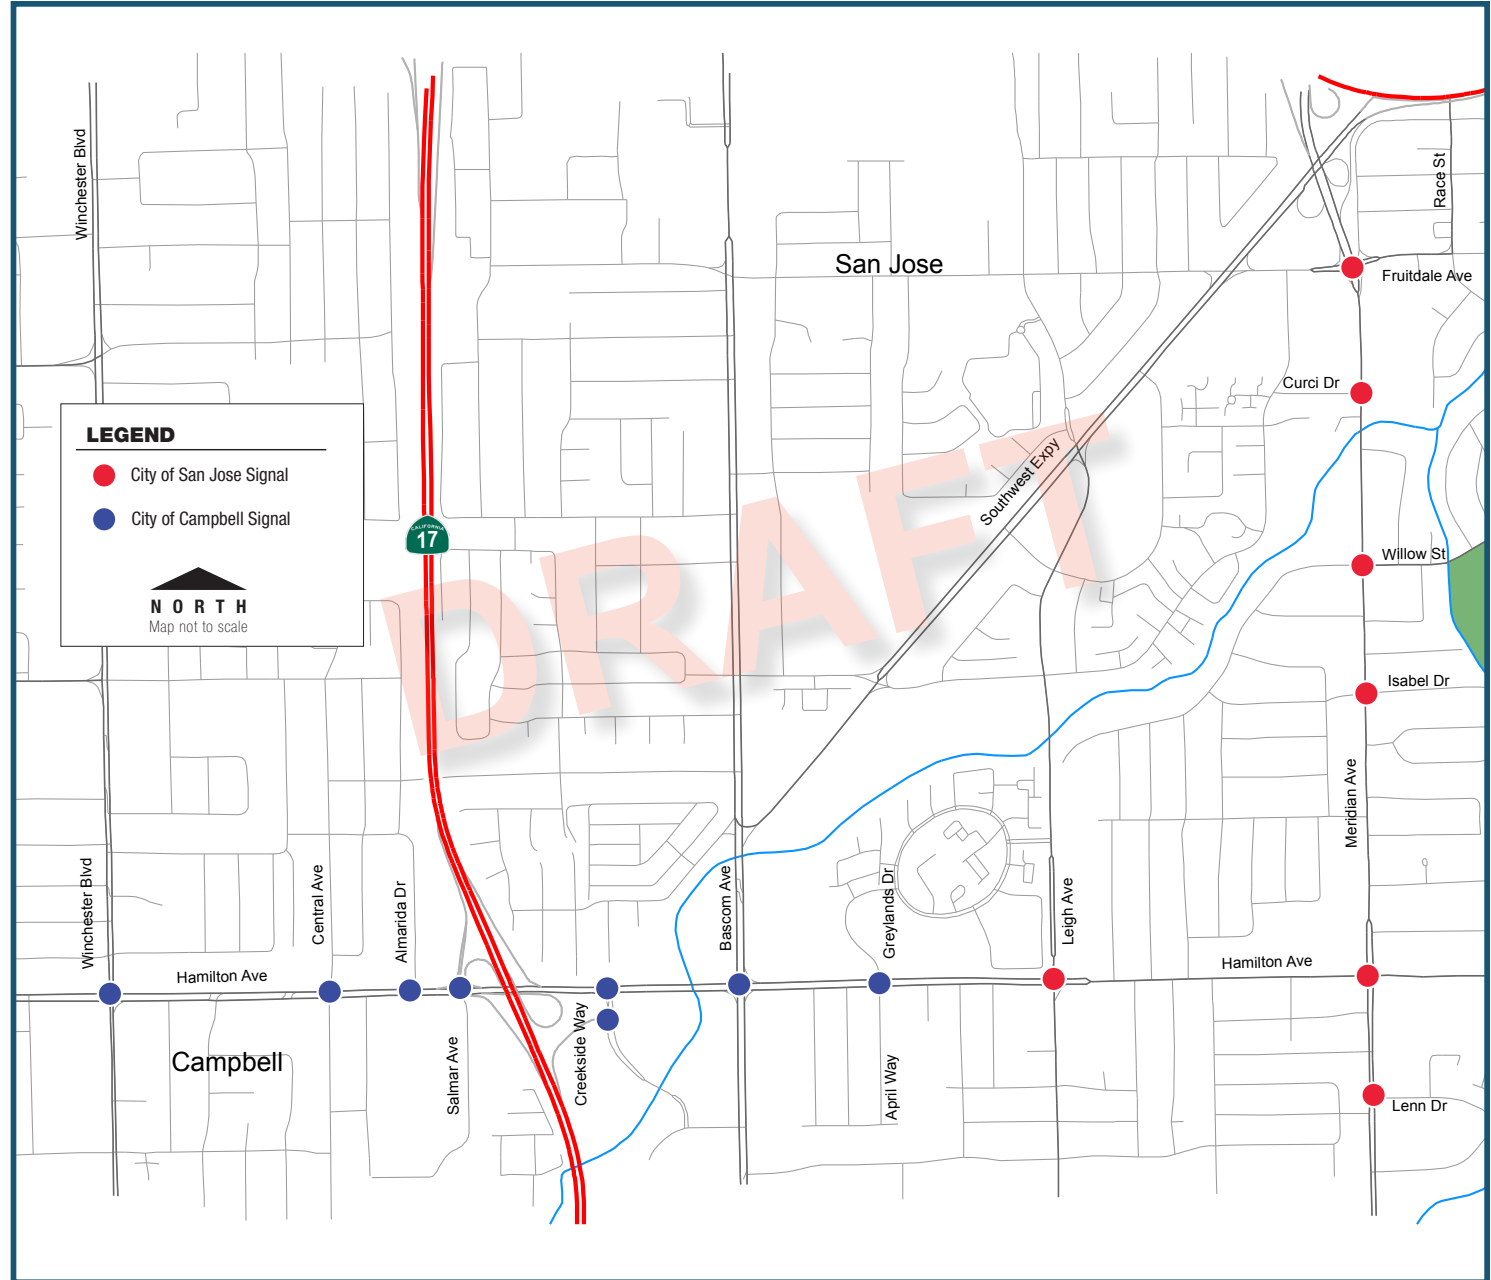 Winchester Blvd
Race St
San Jose
Fruitdale Ave
Curci Dr
LEGEND
City of San Jose Signal
City of Campbell Signal
NORTH
Map not to scale
CALIFORNIA
17
DRAFT
Southwest Expy
Willow St
Isabel Dr
Meridian Ave
Winchester Blvd
Central Ave
Almarida Dr
Bascom Ave
Greylands Dr
Leigh Ave
Hamilton Ave
Hamilton Ave
Creekside Way
Campbell
Salmar Ave
April Way
Lenn Dr